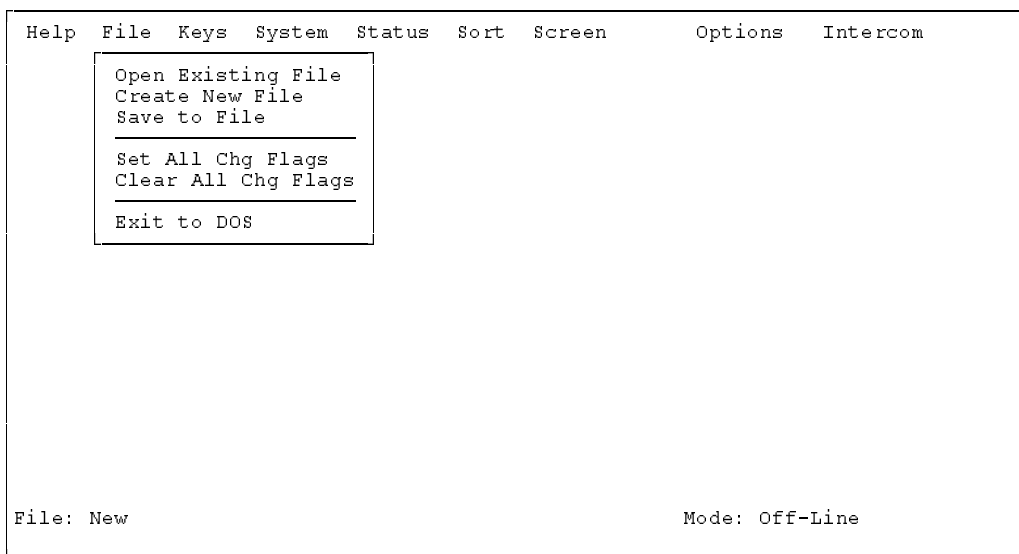 Help File Keys System Status Sort Screen Options Intercom
Open Existing File
Create New File
Save to File
Set All Chg Flags
Clear All Chg Flags
Exit to DOS
File: New Mode: Off-Line